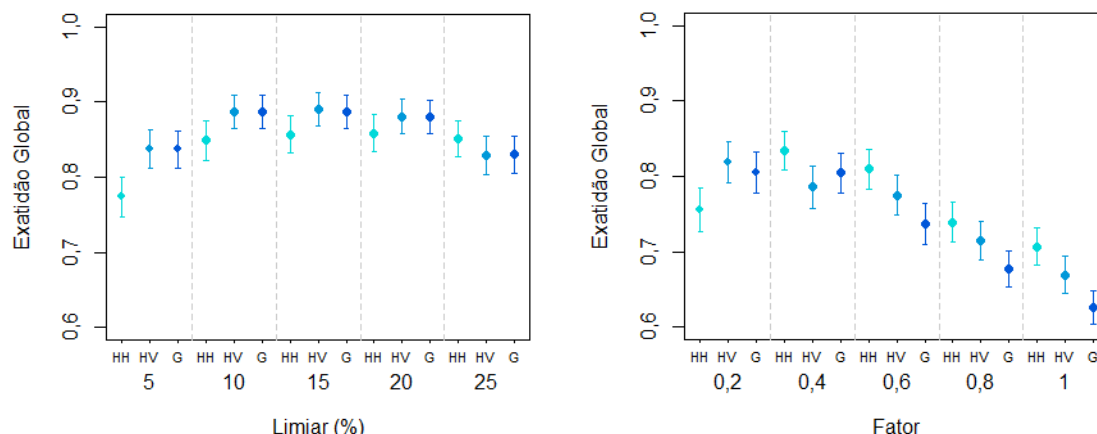 Exatidão Global
1,0
0,9
0,8
0,7
0,6
HH HV G HH HV G HH HV G HH HV G HH HV G
5 10 15 20 25
Limiar (%)
Exatidão Global
1,0
0,9
0,8
0,7
0,6
HH HV G HH HV G HH HV G HH HV G HH HV G
0,2 0,4 0,6 0,8 1
Fator